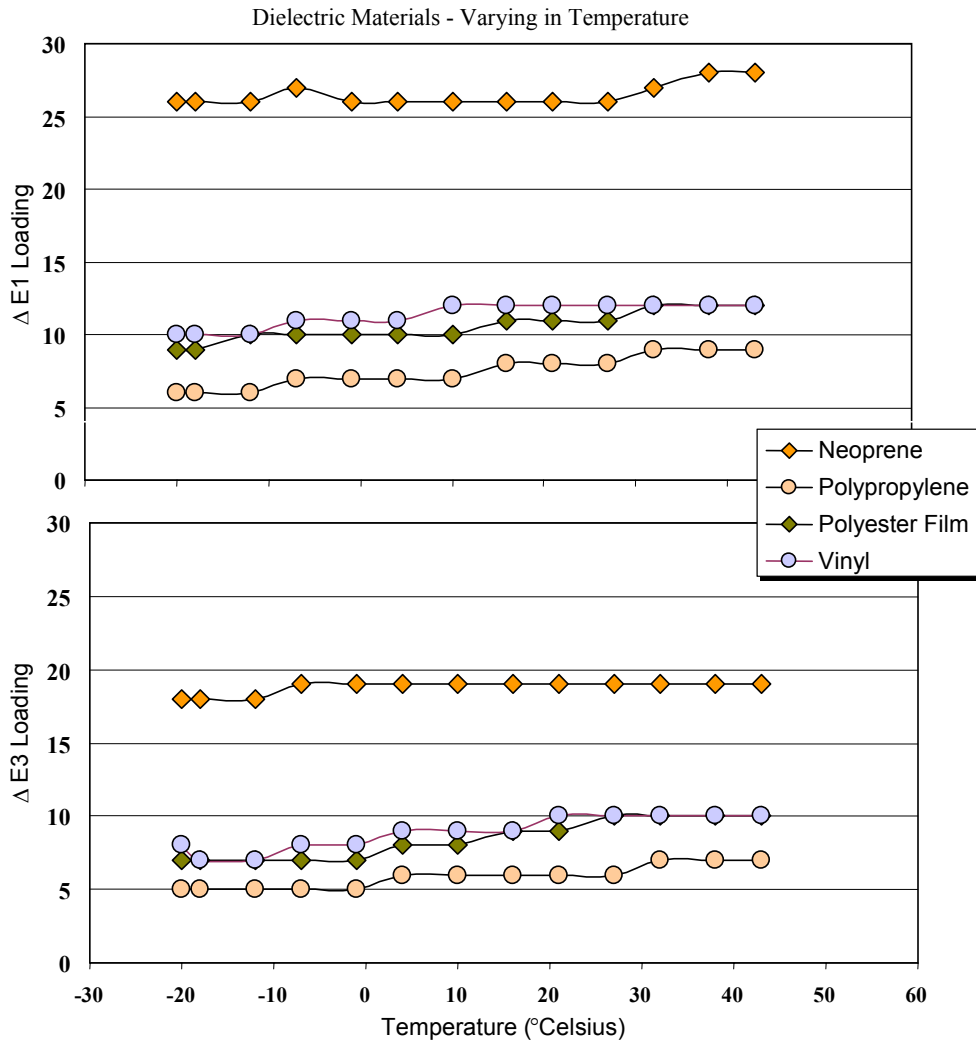 Dielectric Materials - Varying in Temperature
30
25
20
15
10
5
0
Δ E1 Loading
Neoprene
Polypropylene
Polyester Film
Vinyl
30
25
20
15
10
5
0
Δ E3 Loading
-30 -20 -10 0 10 20 30 40 50 60
Temperature (°Celsius)